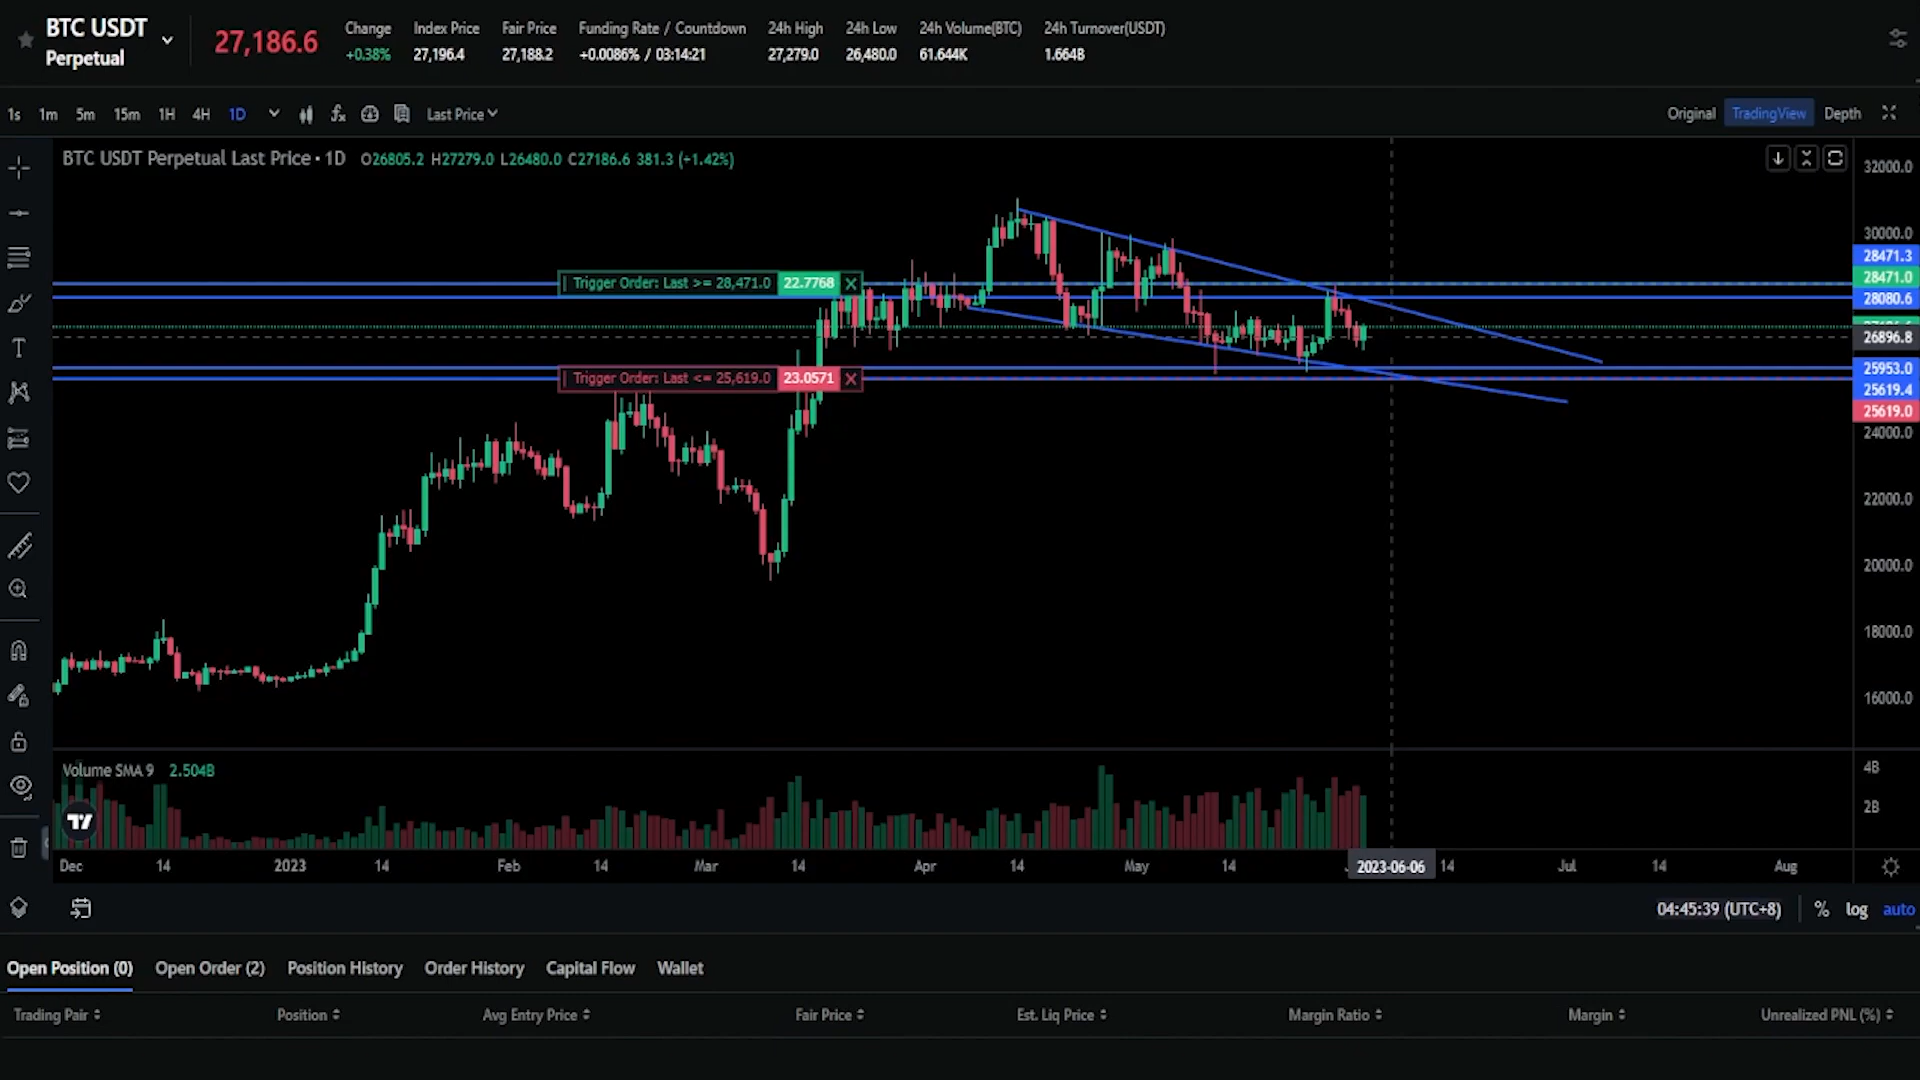 BTC USDT
Perpetual
27,186.6
Change
+0.38%
Index Price
27,196.4
Fair Price
27,188.2
Funding Rate / Countdown
+0.0086% / 03:14:21
24h High
27,279.0
24h Low
26,480.0
24h Volume(BTC)
61.644K
24h Turnover(USDT)
1.664B
1s 1m 5m 15m 1H 4H 1D Last Price Original TradingView Depth
BTC USDT Perpetual Last Price · 1D O26805.2 H27279.0 L26480.0 C27186.6 381.3 (+1.42%)
32000.0
30000.0
28471.3
Trigger Order: Last >= 28,471.0 22.7768
28471.0
28080.6
26896.8
25953.0
Trigger Order: Last <= 25,619.0 23.0571
25619.4
25619.0
24000.0
22000.0
20000.0
18000.0
16000.0
Volume SMA 9 2.504B
4B
2B
Dec 14 2023 14 Feb 14 Mar 14 Apr 14 May 14 2023-06-06 14 Jul 14 Aug
04:45:39 (UTC+8) % log auto
Open Position (0) Open Order (2) Position History Order History Capital Flow Wallet
Trading Pair Position Avg Entry Price Fair Price Est. Liq Price Margin Ratio Margin Unrealized PNL (%)